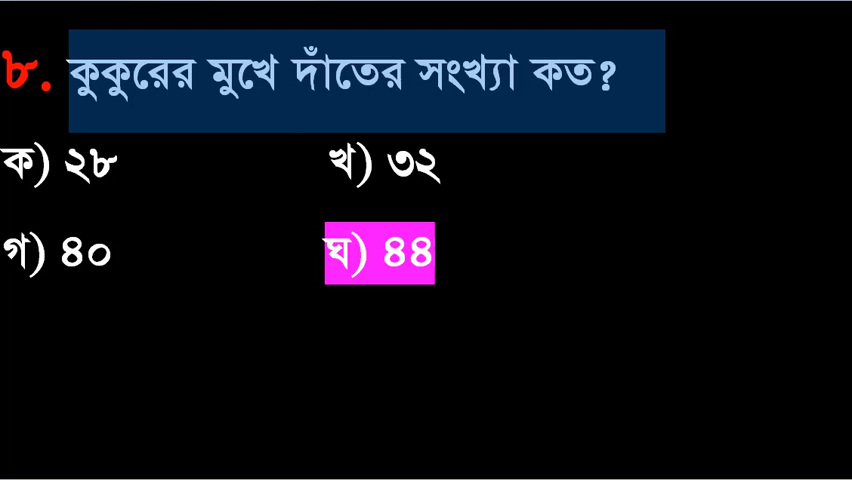 ৮. কুকুরের মুখে দাঁতের সংখ্যা কত?
ক) ২৮ খ) ৩২
গ) ৪০ ঘ) ৪৪